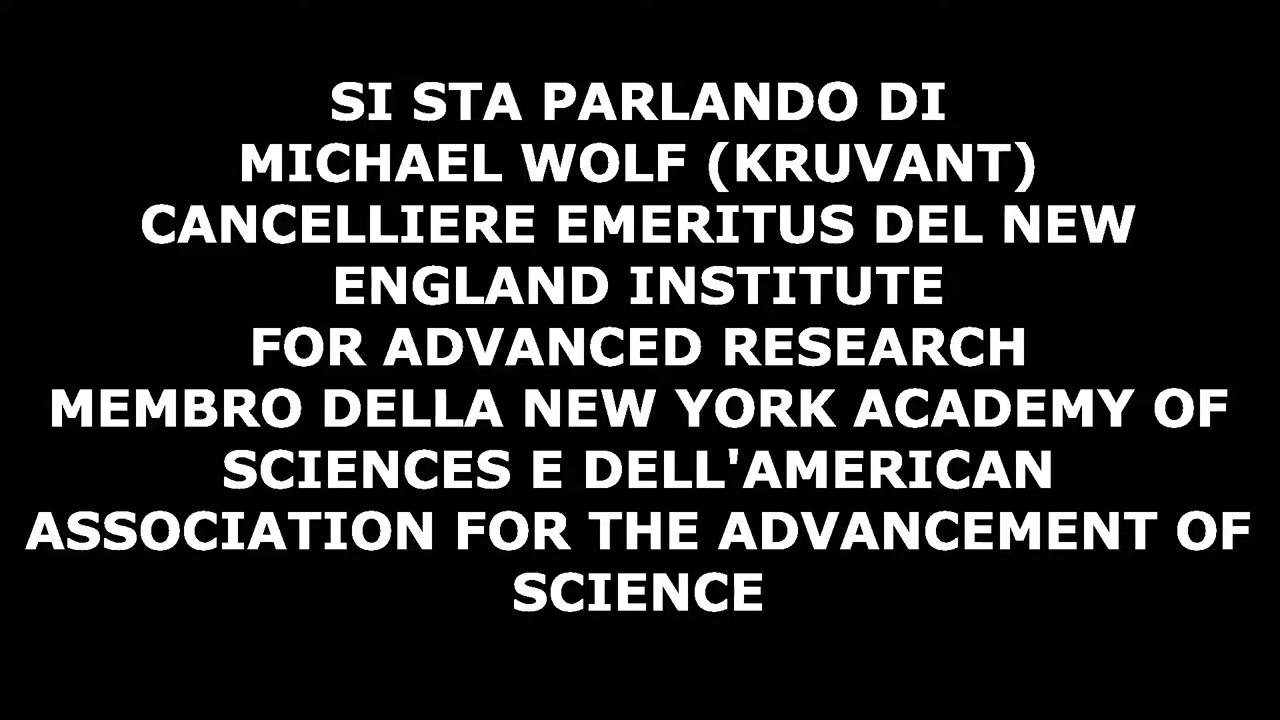 SI STA PARLANDO DI
MICHAEL WOLF (KRUVANT)
CANCELLIERE EMERITUS DEL NEW
ENGLAND INSTITUTE
FOR ADVANCED RESEARCH
MEMBRO DELLA NEW YORK ACADEMY OF
SCIENCES E DELL'AMERICAN
ASSOCIATION FOR THE ADVANCEMENT OF
SCIENCE